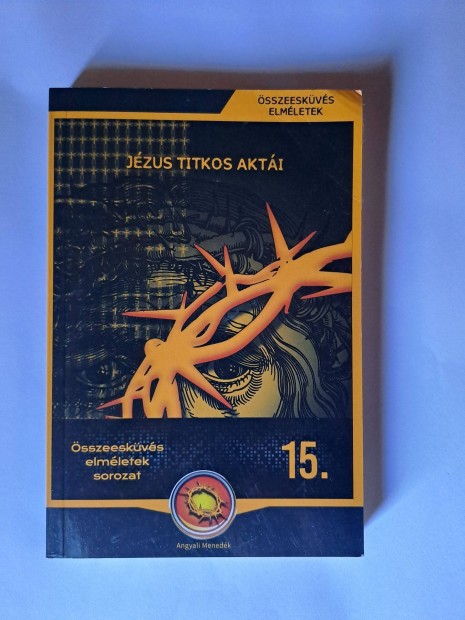 ÖSSZEESKÜVÉS
ELMÉLETEK
JÉZUS TITKOS AKTÁI
Összeesküvés
elméletek
sorozat
15.
Angyali Menedék